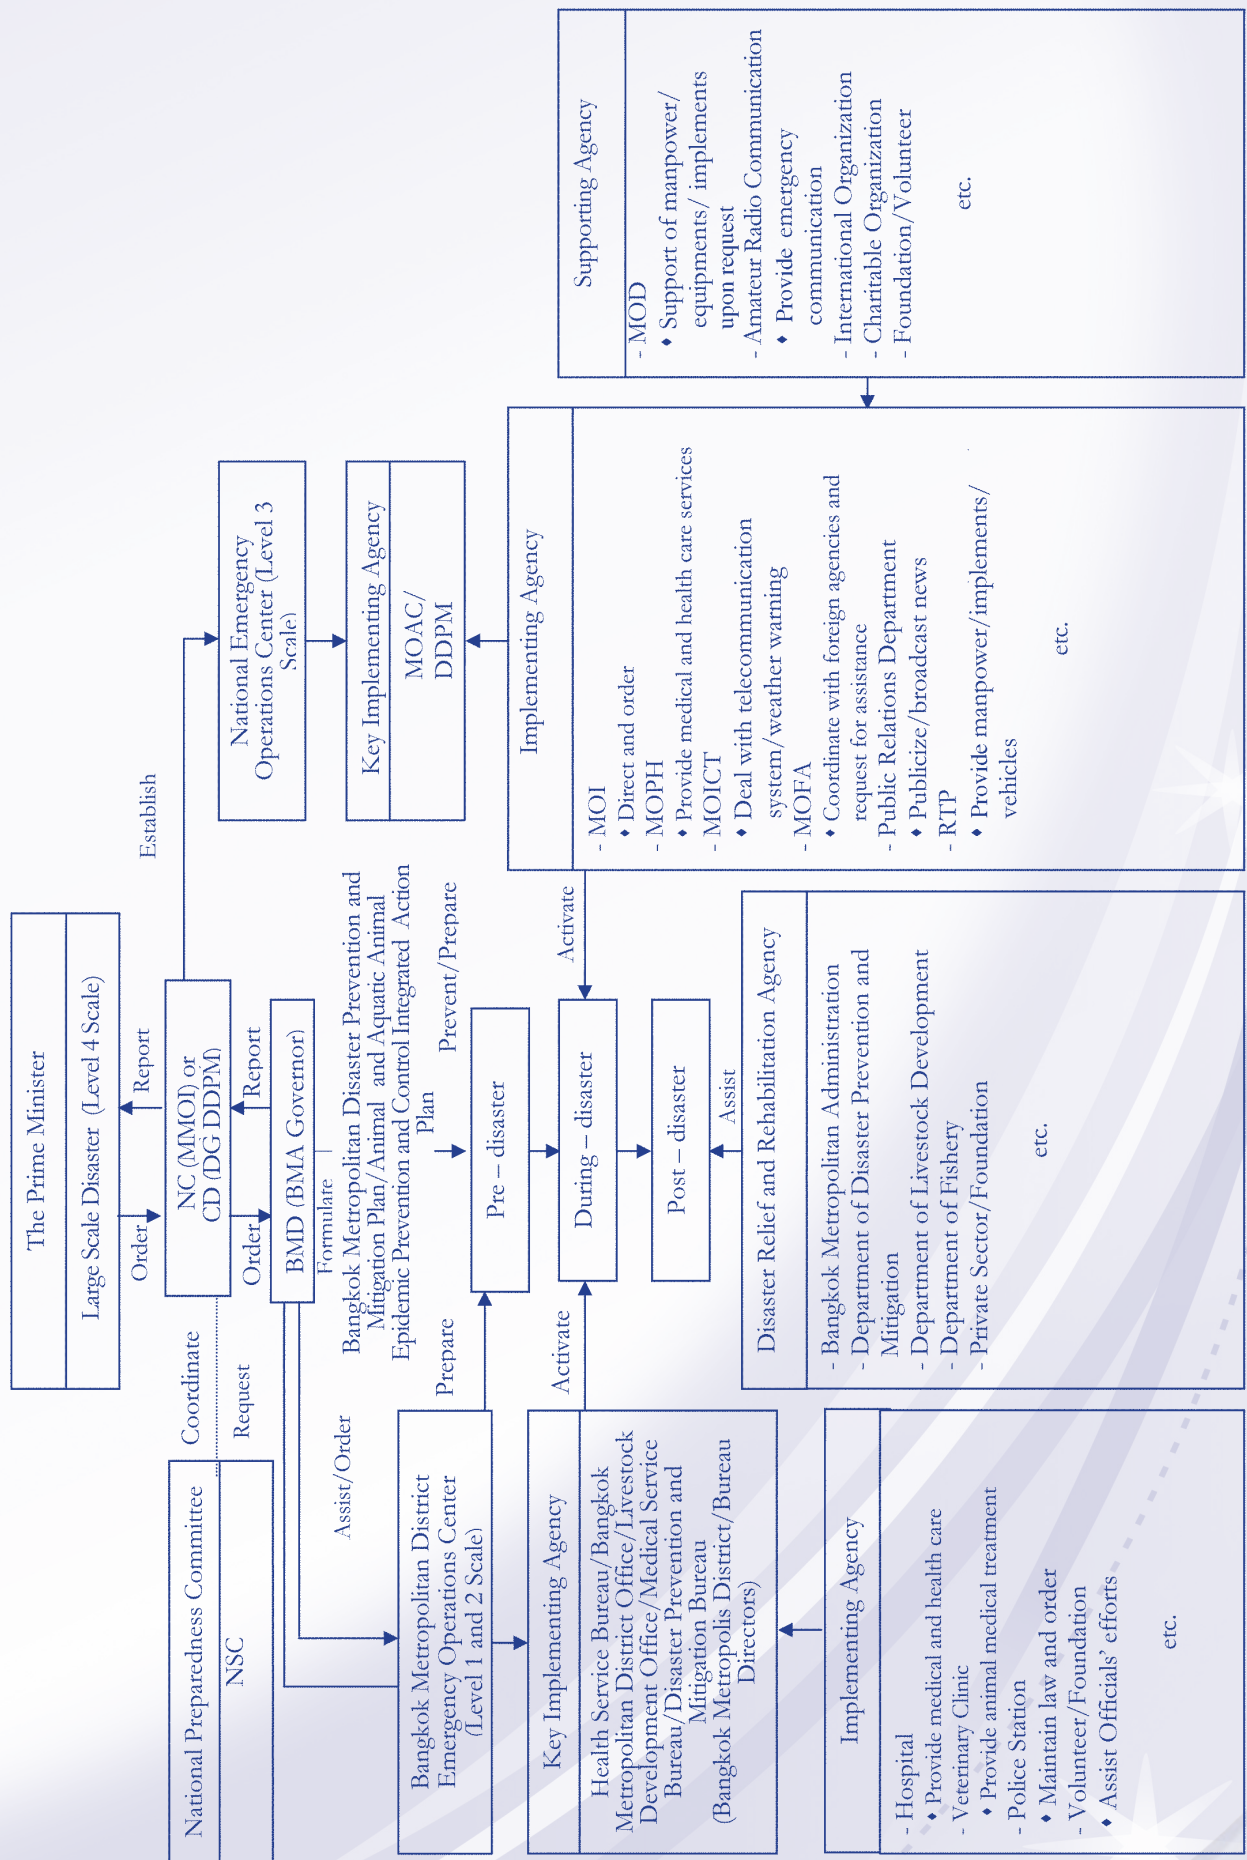 The Prime Minister
Large Scale Disaster (Level 4 Scale)
Order
Report
National Preparedness Committee
NSC
Coordinate
Request
NC (MMOI) or
CD (DG DDPM)
Establish
Order
Report
BMD (BMA Governor)
National Emergency
Operations Center (Level 3
Scale)
Assist/Order
Formulate
Bangkok Metropolitan Disaster Prevention and
Mitigation Plan/Animal and Aquatic Animal
Epidemic Prevention and Control Integrated Action
Plan
Key Implementing Agency
MOAC/
DDPM
Bangkok Metropolitan District
Emergency Operations Center
(Level 1 and 2 Scale)
Prepare
Prevent/Prepare
Pre – disaster
Key Implementing Agency
Health Service Bureau/Bangkok
Metropolitan District Office/Livestock
Development Office/Medical Service
Bureau/Disaster Prevention and
Mitigation Bureau
(Bangkok Metropolis District/Bureau
Directors)
Activate
During – disaster
Activate
Post – disaster
Assist
Implementing Agency
- MOI
♦ Direct and order
- MOPH
♦ Provide medical and health care services
- MOICT
♦ Deal with telecommunication
system/weather warning
- MOFA
♦ Coordinate with foreign agencies and
request for assistance
- Public Relations Department
♦ Publicize/broadcast news
- RTP
♦ Provide manpower/implements/
vehicles
etc.
Supporting Agency
- MOD
♦ Support of manpower/
equipments/ implements
upon request
- Amateur Radio Communication
♦ Provide emergency
communication
- International Organization
- Charitable Organization
- Foundation/Volunteer
etc.
Disaster Relief and Rehabilitation Agency
- Bangkok Metropolitan Administration
- Department of Disaster Prevention and
Mitigation
- Department of Livestock Development
- Department of Fishery
- Private Sector/Foundation
etc.
Implementing Agency
- Hospital
♦ Provide medical and health care
- Veterinary Clinic
♦ Provide animal medical treatment
- Police Station
♦ Maintain law and order
- Volunteer/Foundation
♦ Assist Officials’ efforts
etc.